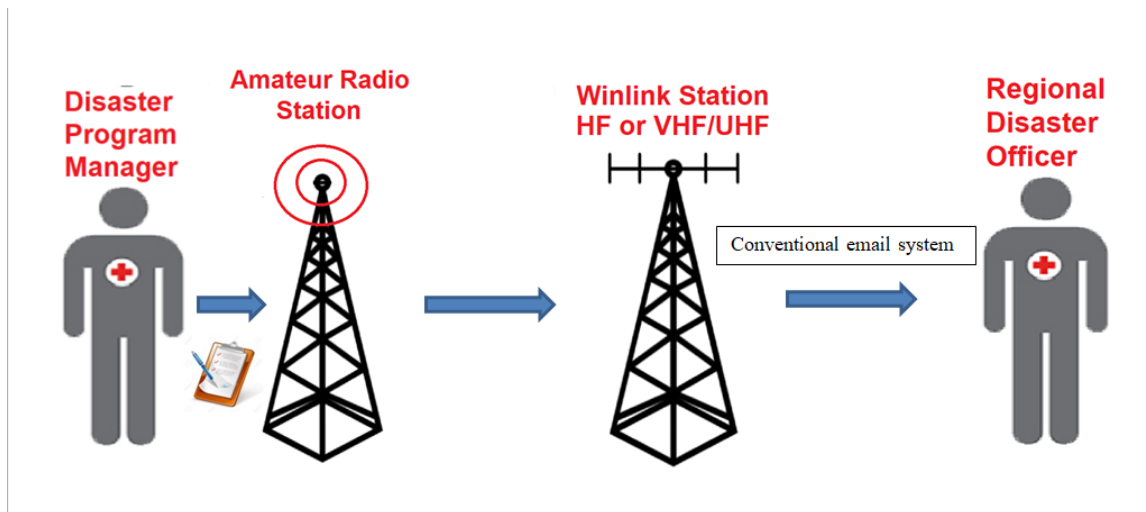 Disaster
Program
Manager
Amateur Radio
Station
Winlink Station
HF or VHF/UHF
Conventional email system
Regional
Disaster
Officer